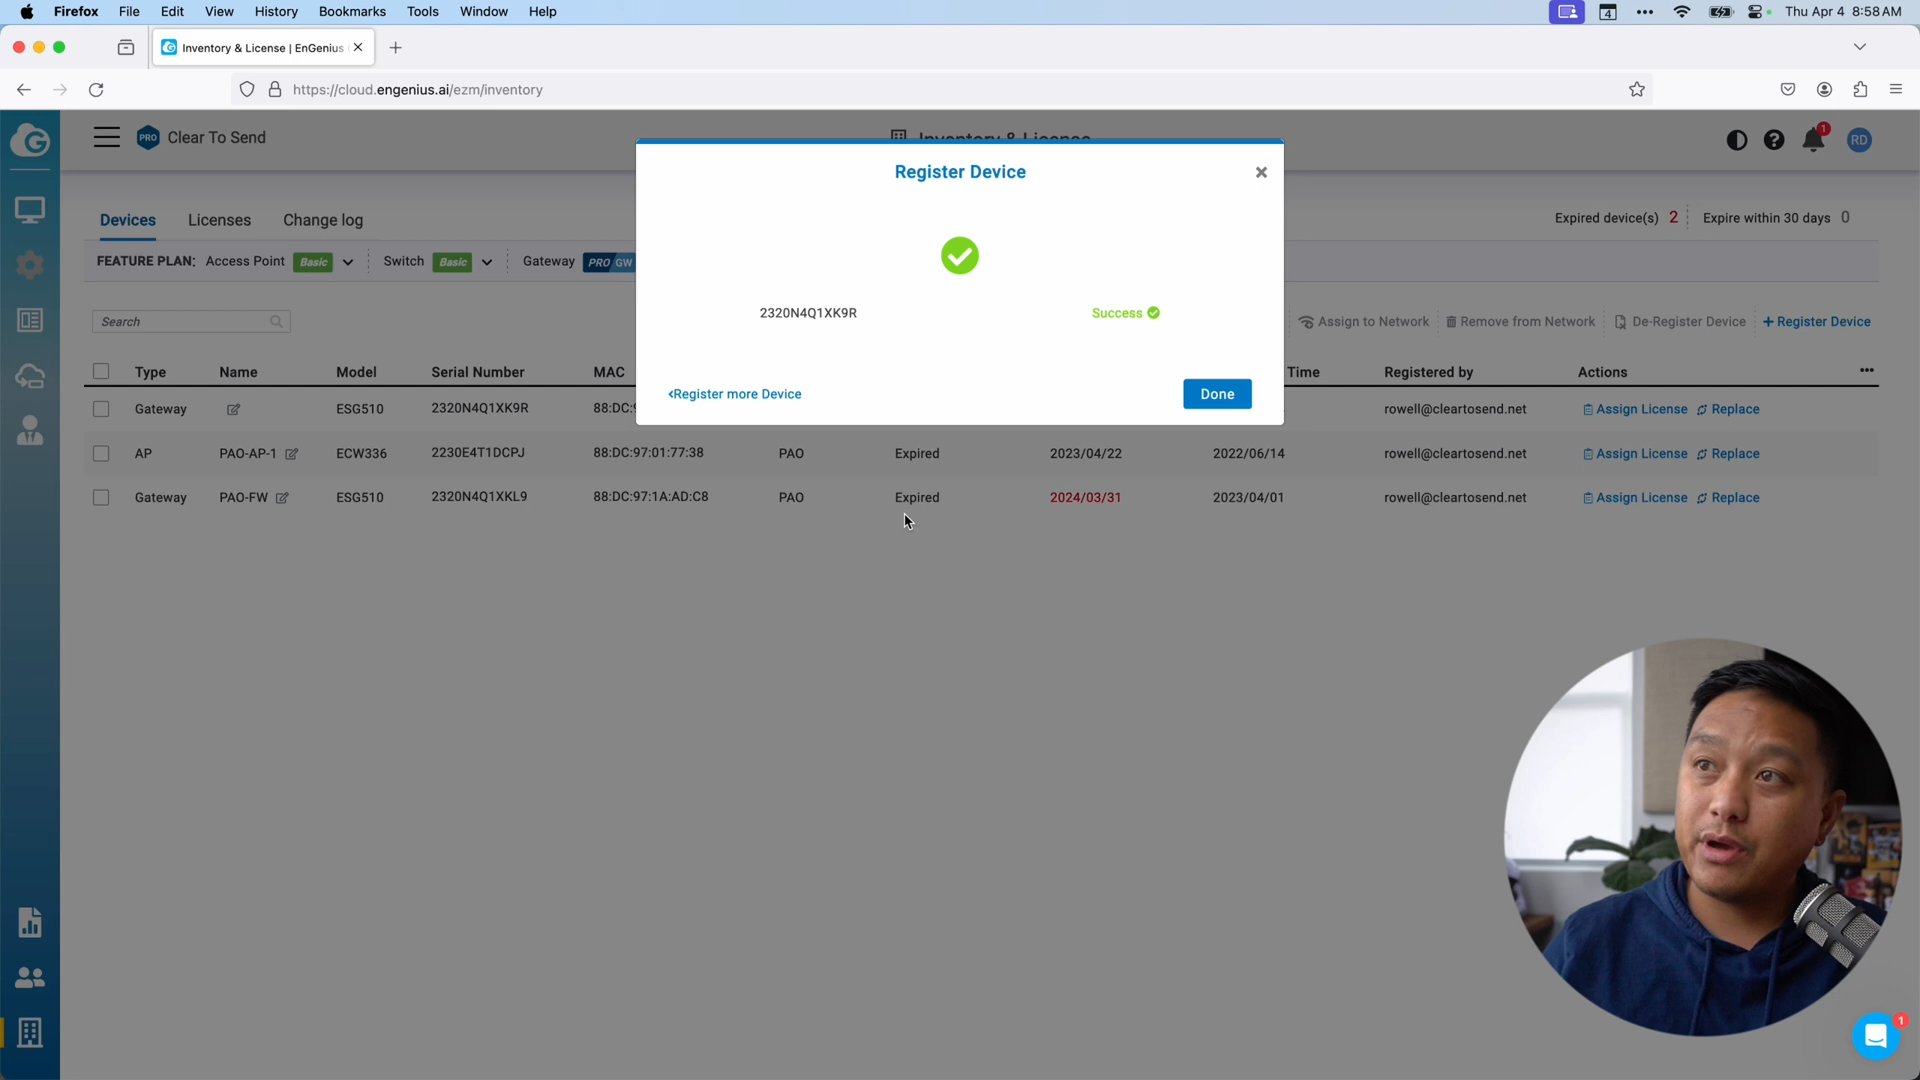 Firefox File Edit View History Bookmarks Tools Window Help 4 Thu Apr 4 8:58 AM
Inventory & License | EnGenius
https://cloud.engenius.ai/ezm/inventory
PRO Clear To Send Inventory & License 1 RD
Register Device
Devices Licenses Change log Expired device(s) 2 Expire within 30 days 0
FEATURE PLAN: Access Point Basic Switch Basic Gateway PRO GW
2320N4Q1XK9R Success
Search Assign to Network Remove from Network De-Register Device + Register Device
Type Name Model Serial Number MAC Time Registered by Actions
<Register more Device Done
Gateway ESG510 2320N4Q1XK9R 88:DC: rowell@cleartosend.net Assign License Replace
AP PAO-AP-1 ECW336 2230E4T1DCPJ 88:DC:97:01:77:38 PAO Expired 2023/04/22 2022/06/14 rowell@cleartosend.net Assign License Replace
Gateway PAO-FW ESG510 2320N4Q1XKL9 88:DC:97:1A:AD:C8 PAO Expired 2024/03/31 2023/04/01 rowell@cleartosend.net Assign License Replace
1